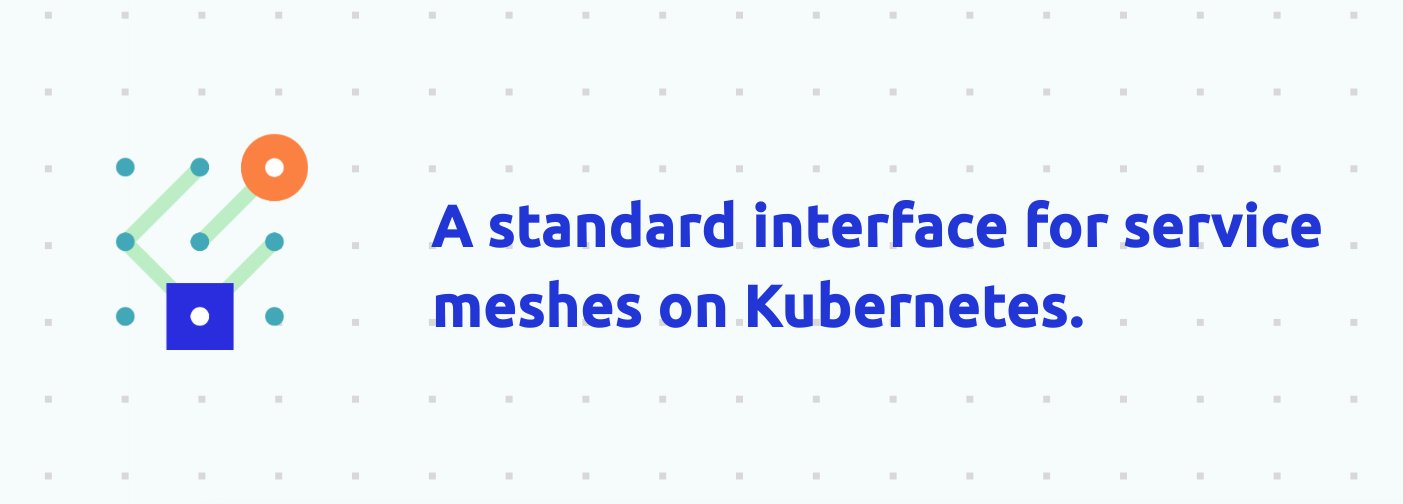 A standard interface for service
meshes on Kubernetes.